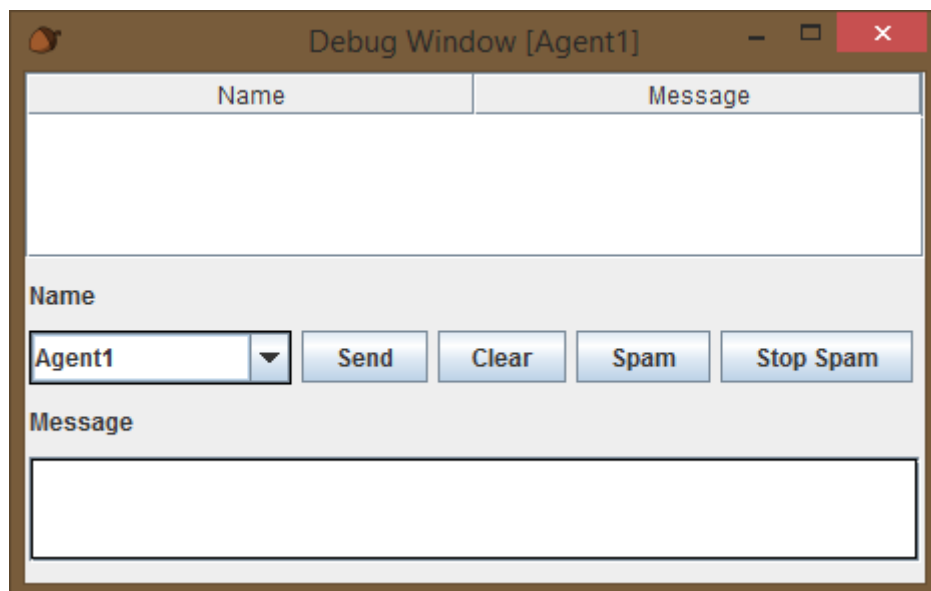 Debug Window [Agent1]
Name Message
Name
Agent1 Send Clear Spam Stop Spam
Message